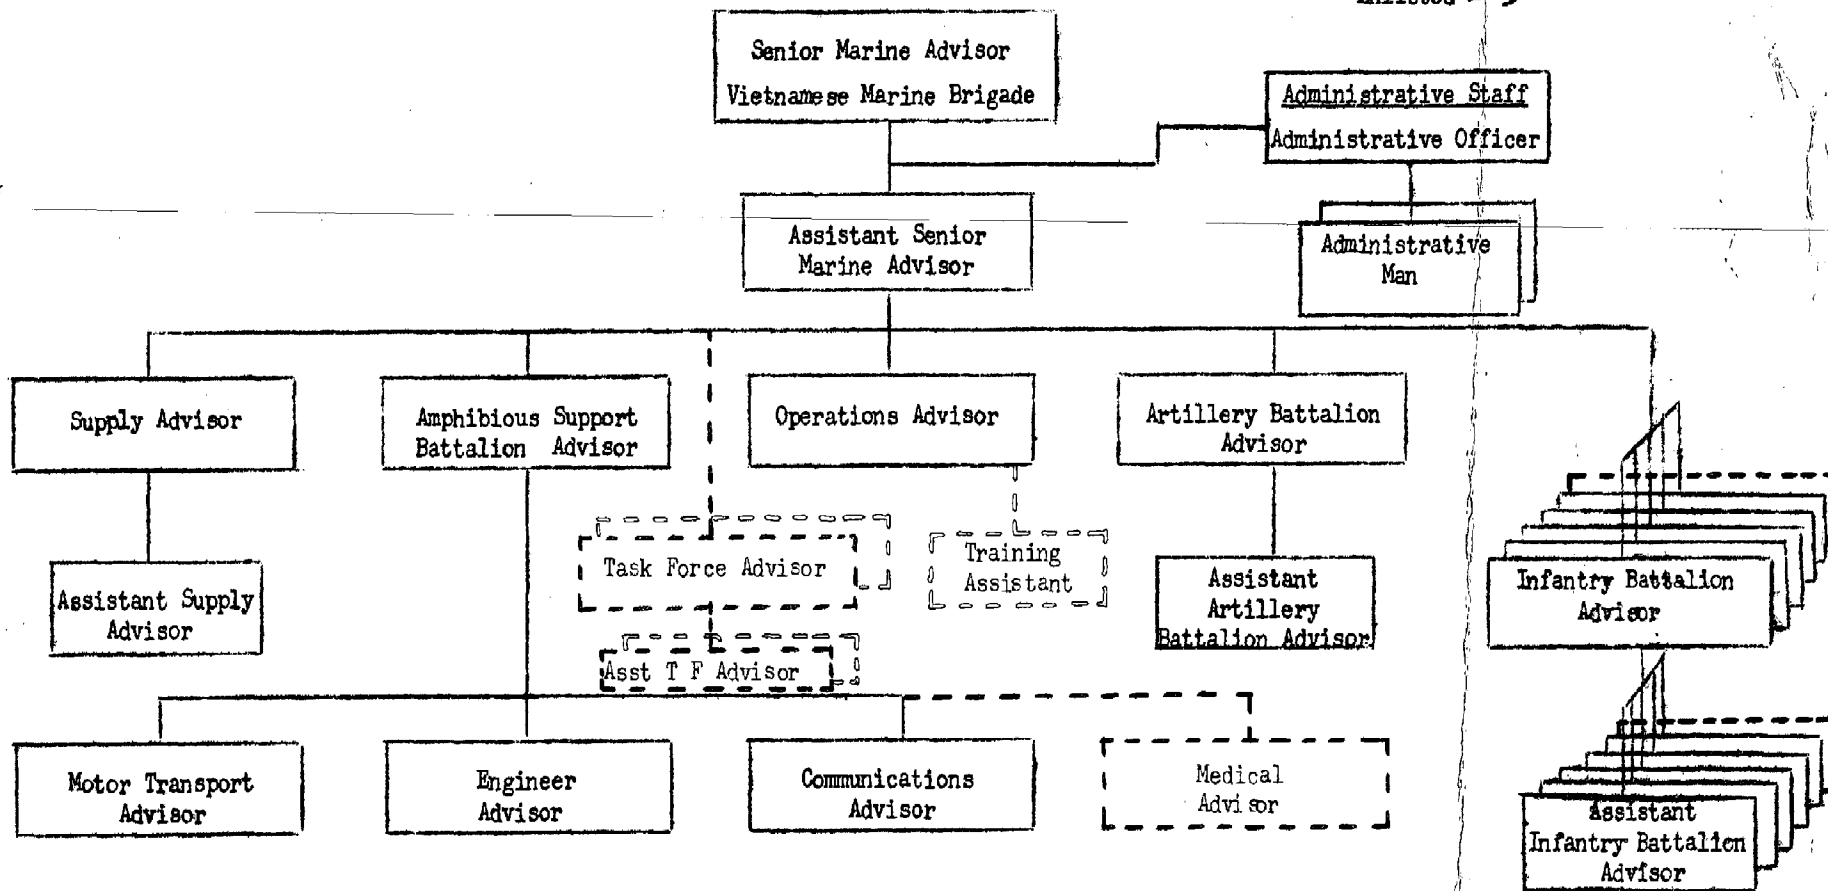 Senior Marine Advisor
Vietnamese Marine Brigade
Administrative Staff
Administrative Officer
Assistant Senior
Marine Advisor
Administrative
Man
Supply Advisor
Amphibious Support
Battalion Advisor
Operations Advisor
Artillery Battalion
Advisor
Assistant Supply
Advisor
Task Force Advisor
Training
Assistant
Assistant
Artillery
Battalion Advisor
Infantry Battalion
Advisor
Asst T F Advisor
Motor Transport
Advisor
Engineer
Advisor
Communications
Advisor
Medical
Advisor
Assistant
Infantry Battalion
Advisor